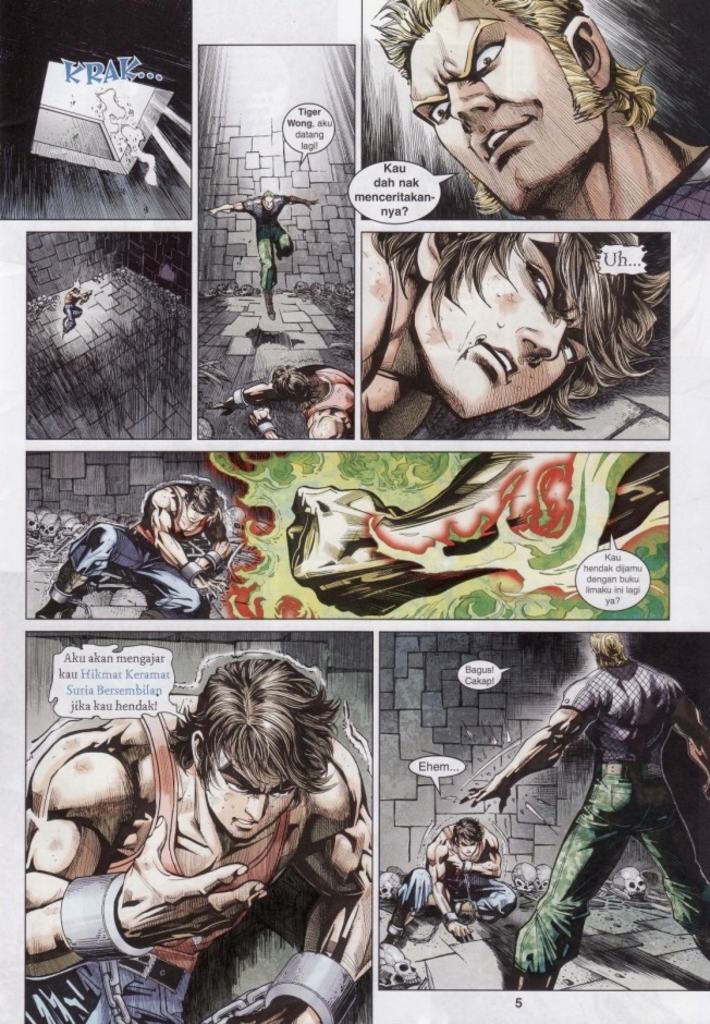 KRAK...
Tiger
Wong, aku
datang
lagi!
Kau
dah nak
menceritakan-
nya?
Uh...
Kau
hendak dijamu
dengan buku
limaku ini lagi
ya?
Aku akan mengajar
kau Hikmat Keramat
Suria Bersembilan
jika kau hendak!
Bagus!
Cakap!
Ehem...
5